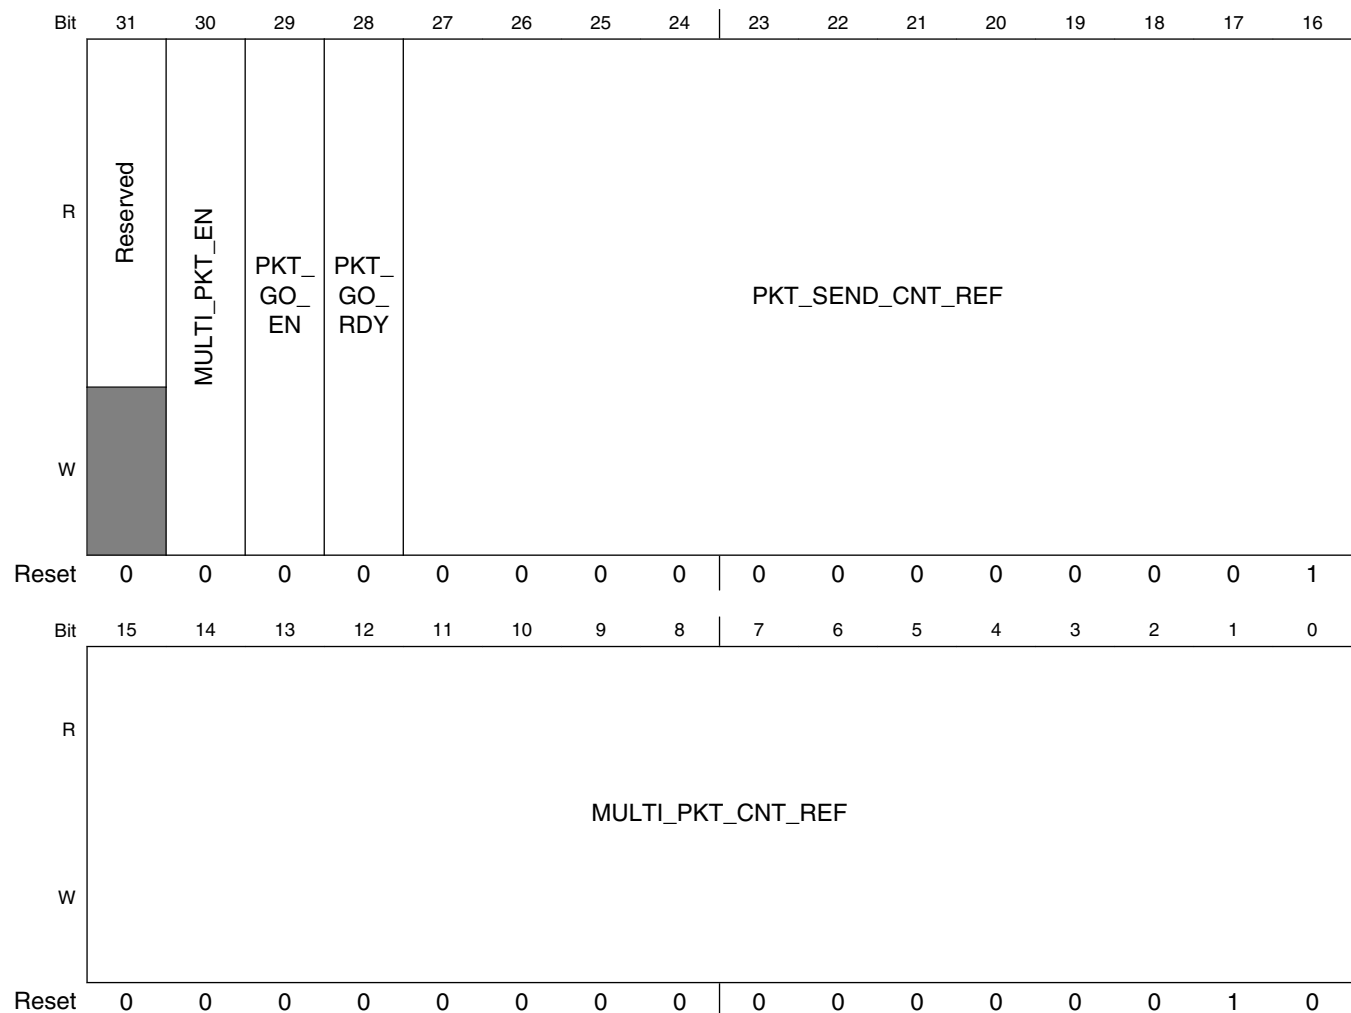 Bit 31 30 29 28 27 26 25 24 23 22 21 20 19 18 17 16
R
Reserved
MULTI_PKT_EN
PKT_
GO_
EN
PKT_
GO_
RDY
PKT_SEND_CNT_REF
W
Reset 0 0 0 0 0 0 0 0 0 0 0 0 0 0 0 1
Bit 15 14 13 12 11 10 9 8 7 6 5 4 3 2 1 0
R
MULTI_PKT_CNT_REF
W
Reset 0 0 0 0 0 0 0 0 0 0 0 0 0 0 1 0